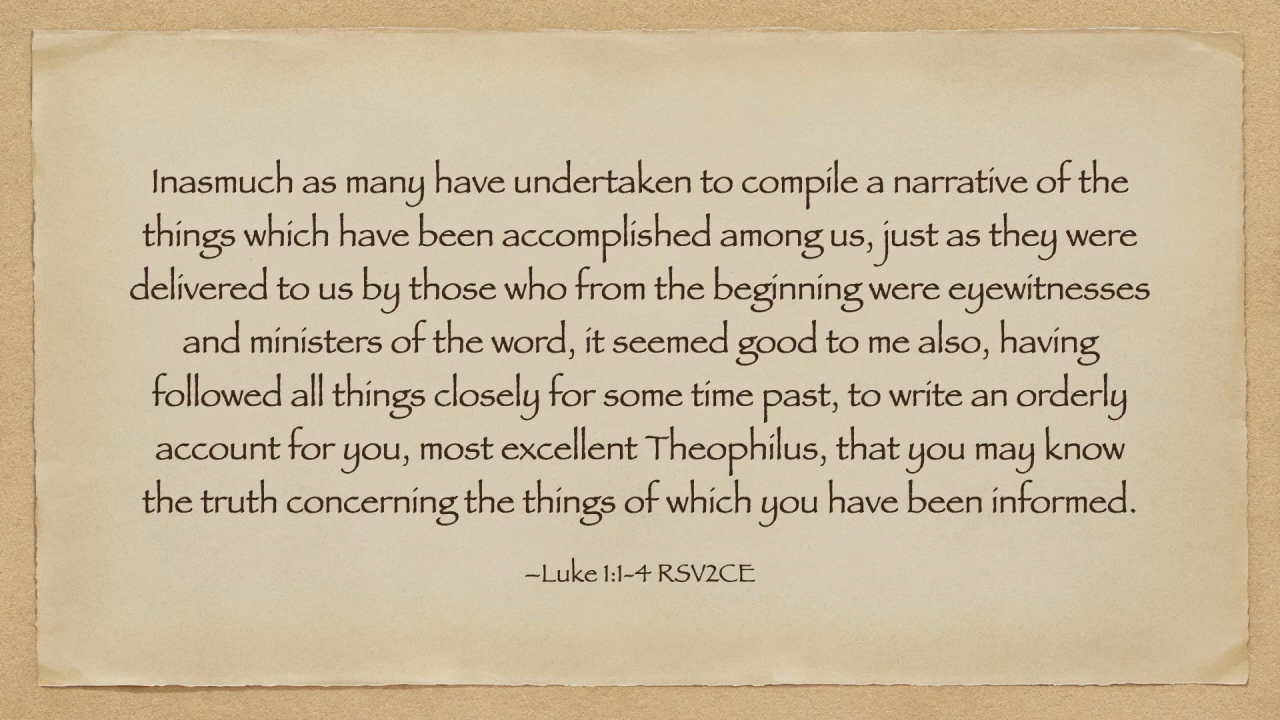 Inasmuch as many have undertaken to compile a narrative of the
things which have been accomplished among us, just as they were
delivered to us by those who from the beginning were eyewitnesses
and ministers of the word, it seemed good to me also, having
followed all things closely for some time past, to write an orderly
account for you, most excellent Theophilus, that you may know
the truth concerning the things of which you have been informed.
–Luke 1:1-4 RSV2CE